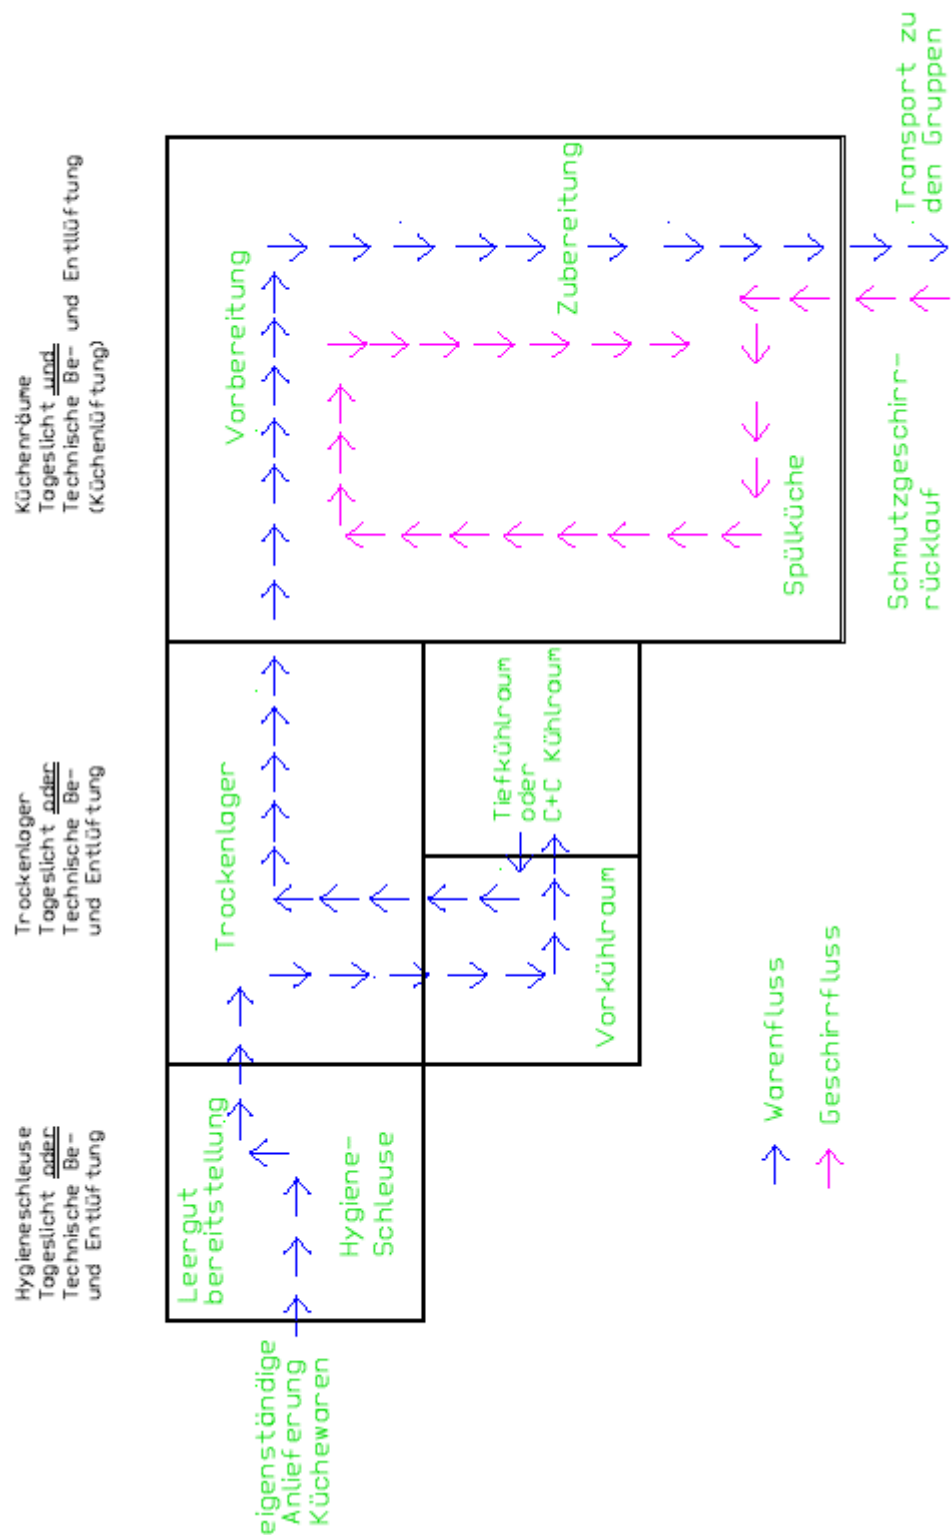 Hygieneschleuse
Tageslicht oder
Technische Be-
und Entlüftung
Trockenlager
Tageslicht oder
Technische Be-
und Entlüftung
Küchenräume
Tageslicht und
Technische Be- und Entlüftung
(Küchenlüftung)
eigenständige
Anlieferung
Küchewaren
Leergut
bereitstellung
Hygiene-
Schleuse
Trockenlager
Vorkühlraum
Tiefkühlraum
oder
C+C Kühlraum
Vorbereitung
Zubereitung
Spülküche
Schmutzgeschirr-
rücklauf
Transport zu
den Gruppen
Warenfluss
Geschirrfluss